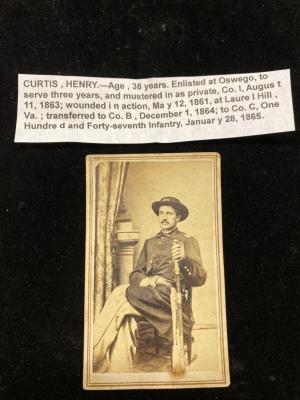 CURTIS , HENRY.—Age , 38 years. Enlisted at Oswego, to
serve three years, and mustered in as private, Co. I, Augus t
11, 1863; wounded i n action, Ma y 12, 1861, at Laure l Hill ,
Va. ; transferred to Co. B , December 1, 1864; to Co. C, One
Hundre d and Forty-seventh Infantry, Januar y 28, 1865.